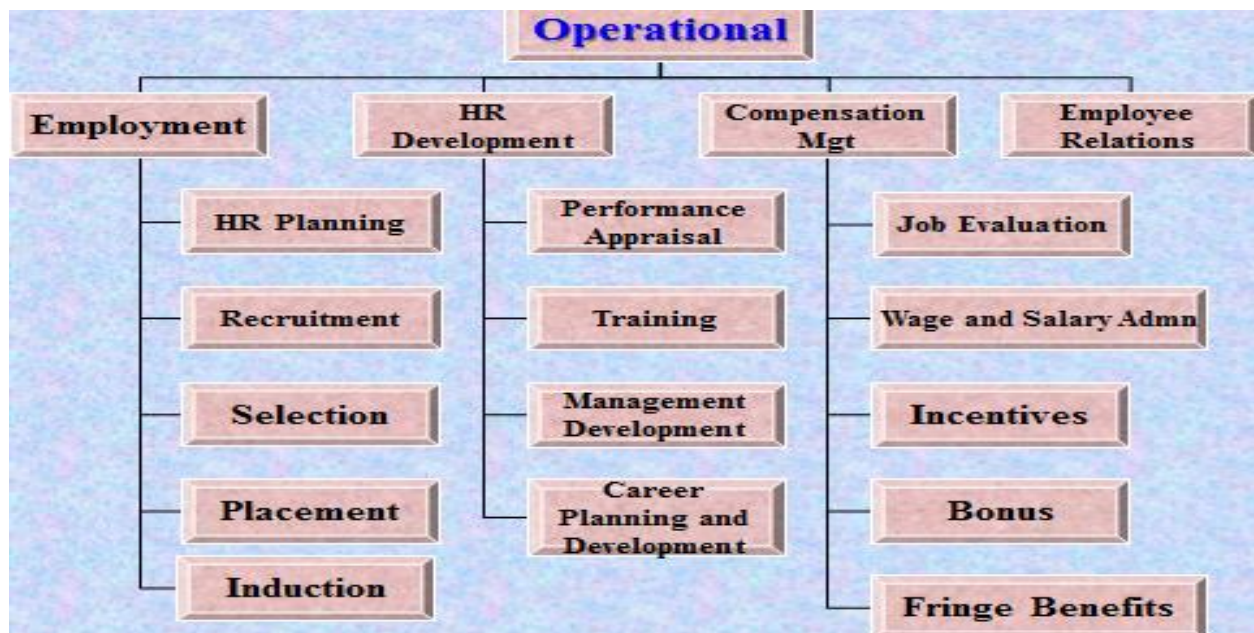 Operational
Employment
HR
Development
Compensation
Mgt
Employee
Relations
HR Planning
Performance
Appraisal
Job Evaluation
Recruitment
Training
Wage and Salary Admn
Selection
Management
Development
Incentives
Placement
Career
Planning and
Development
Bonus
Induction
Fringe Benefits